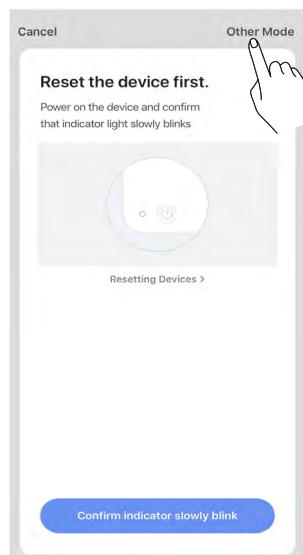 Cancel
Other Mode
Reset the device first.
Power on the device and confirm
that indicator light slowly blinks
Resetting Devices >
Confirm indicator slowly blink